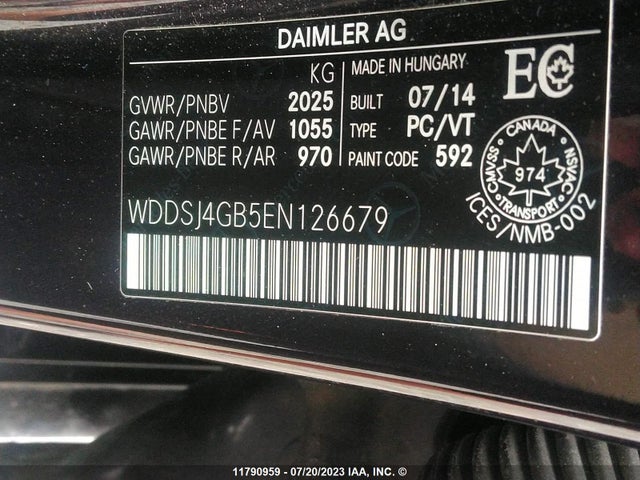 DAIMLER AG
KG
GVWR/PNBV 2025
GAWR/PNBE F/AV 1055
GAWR/PNBE R/AR 970
MADE IN HUNGARY
BUILT 07/14
TYPE PC/VT
PAINT CODE 592
EC
CANADA
CMVSS
NSVAC
974
TRANSPORT
ICES/NMB-002
WDDSJ4GB5EN126679
11790959 - 07/20/2023 IAA, INC. ©